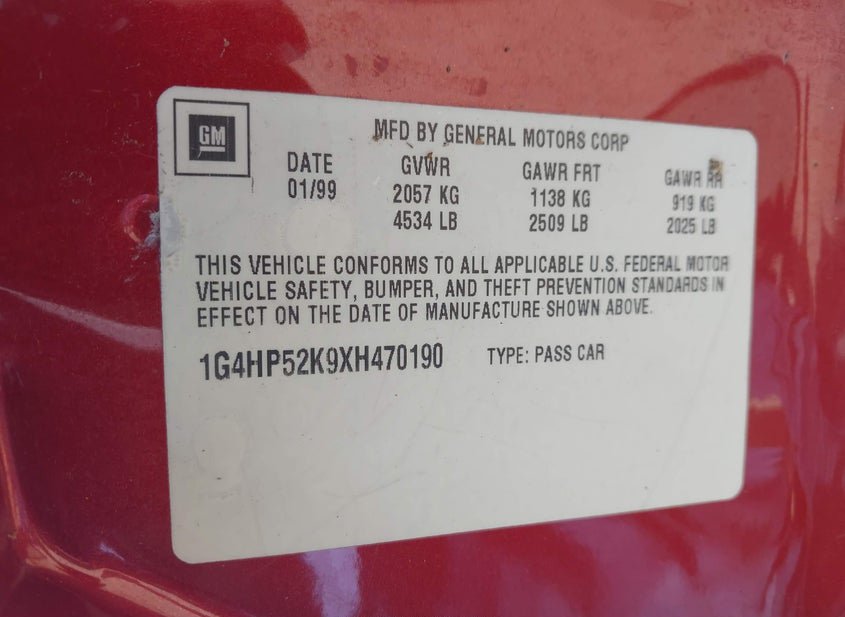 GM
MFD BY GENERAL MOTORS CORP
DATE GVWR GAWR FRT GAWR RR
01/99 2057 KG 1138 KG 919 KG
4534 LB 2509 LB 2025 LB
THIS VEHICLE CONFORMS TO ALL APPLICABLE U.S. FEDERAL MOTOR
VEHICLE SAFETY, BUMPER, AND THEFT PREVENTION STANDARDS IN
EFFECT ON THE DATE OF MANUFACTURE SHOWN ABOVE.
1G4HP52K9XH470190 TYPE: PASS CAR